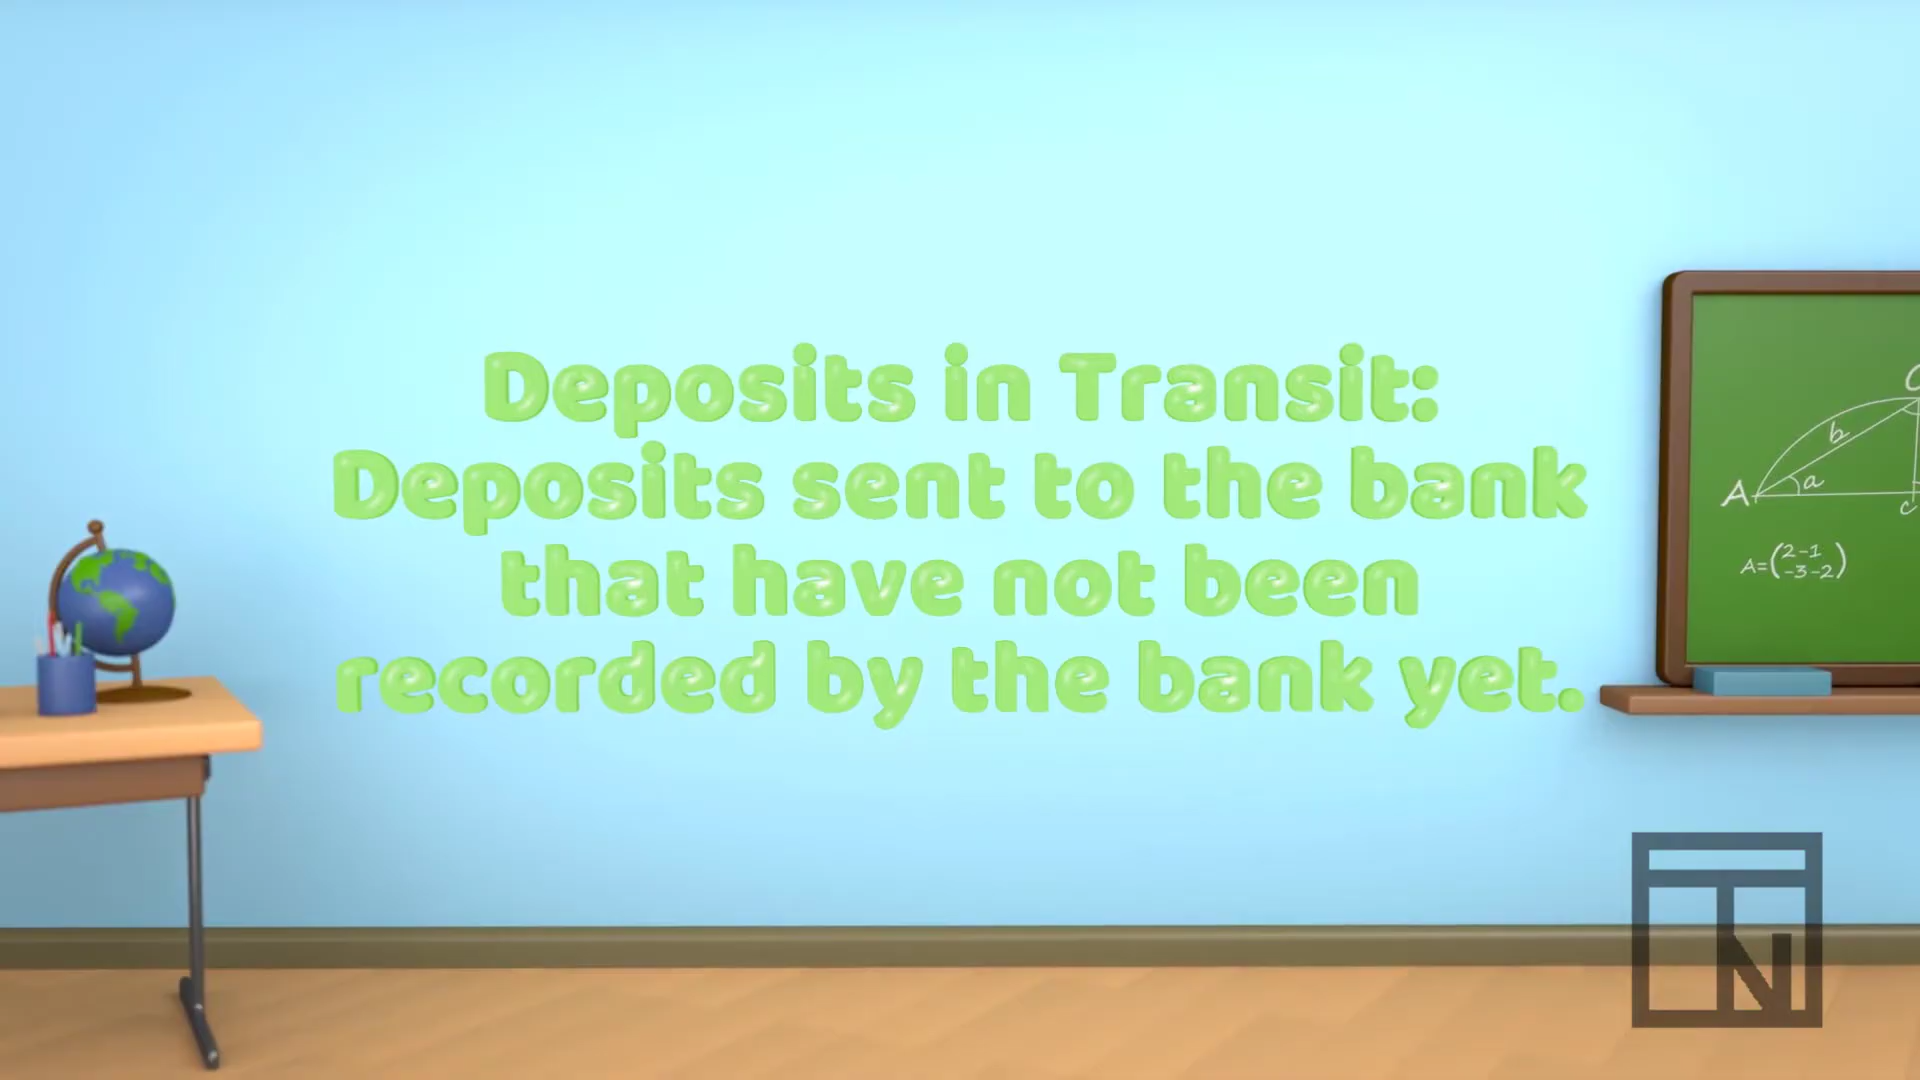 Deposits in Transit:
Deposits sent to the bank
that have not been
recorded by the bank yet.
b
A
a
c
A=(2-1
-3-2)
TN